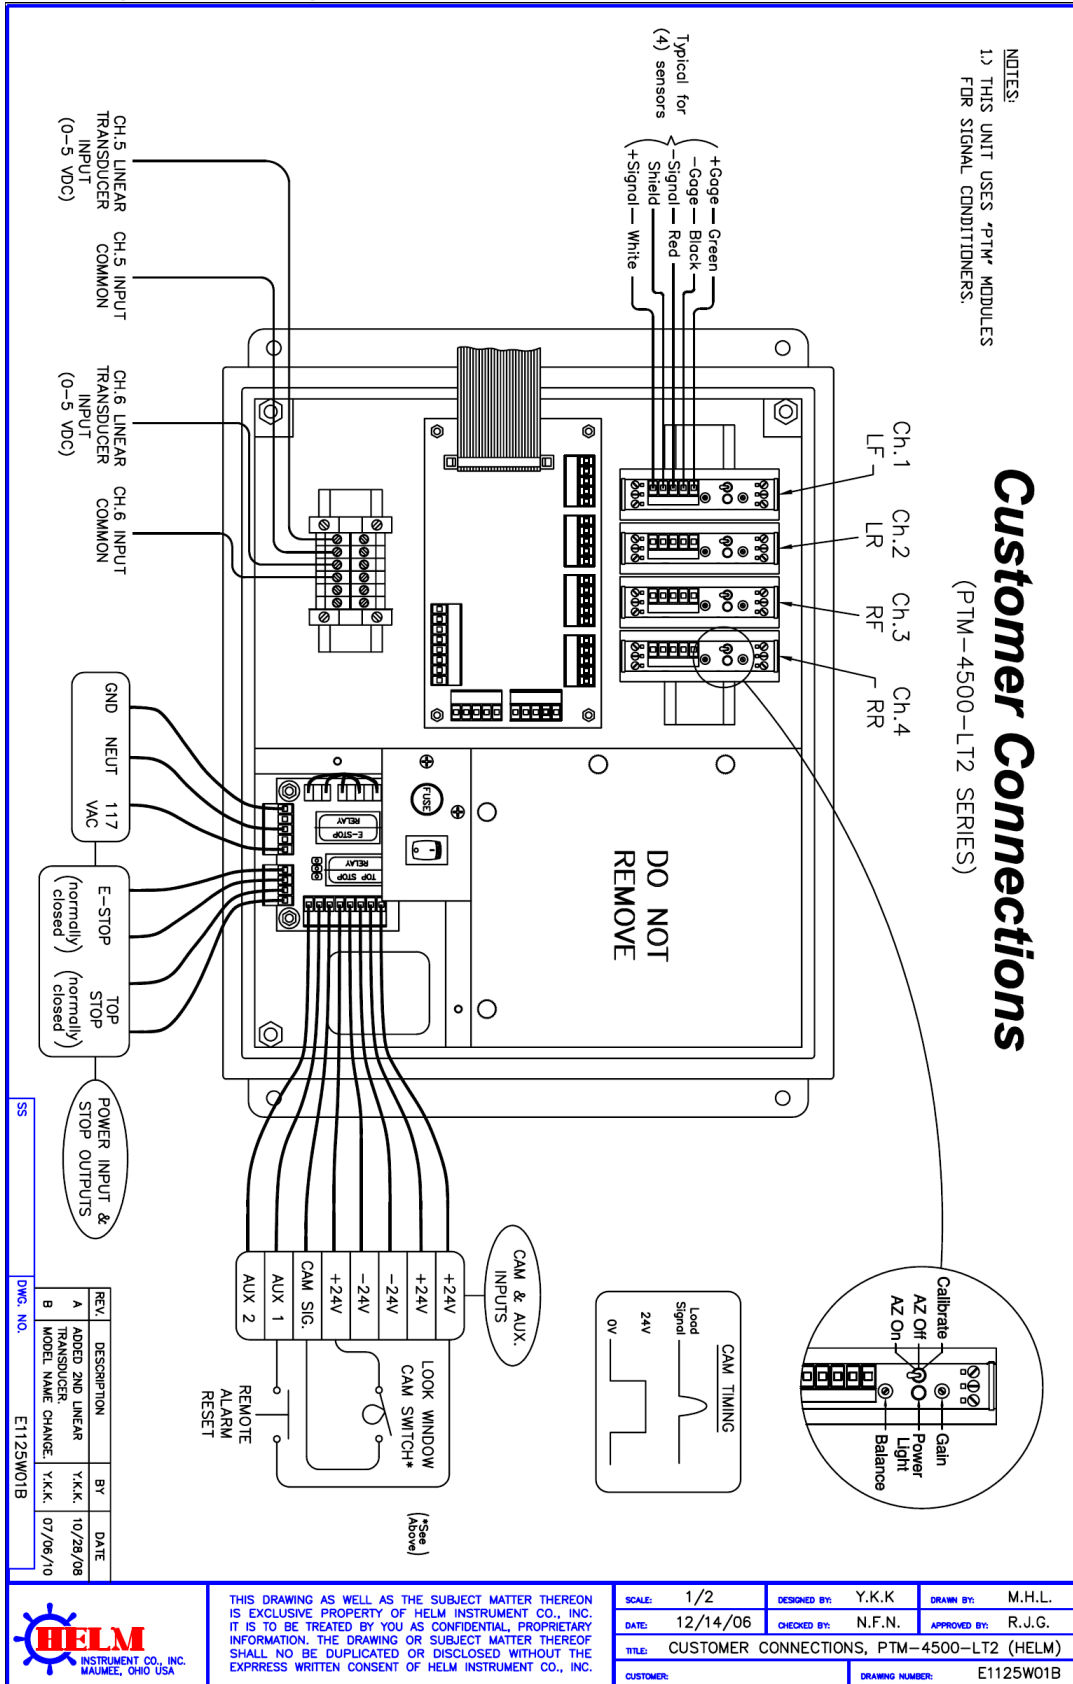 NOTES:
1.) THIS UNIT USES "PTM" MODULES
FOR SIGNAL CONDITIONERS.
Customer Connections
(PTM-4500-LT2 SERIES)
Typical for
(4) sensors
+Gage Green
-Gage Black
-Signal Red
Shield
+Signal White
Ch.1
LF
Ch.2
LR
Ch.3
RF
Ch.4
RR
CH.5 LINEAR
TRANSDUCER
INPUT
(0-5 VDC)
CH.5 INPUT
COMMON
CH.6 LINEAR
TRANSDUCER
INPUT
(0-5 VDC)
CH.6 INPUT
COMMON
DO NOT
REMOVE
FUSE
E-STOP
RELAY
TOP STOP
RELAY
GND
NEUT
117
VAC
E-STOP
(normally
closed)
TOP
STOP
(normally
closed)
POWER INPUT &
STOP OUTPUTS
CAM & AUX.
INPUTS
+24V
+24V
-24V
-24V
+24V
CAM SIG.
AUX 1
AUX 2
LOOK WINDOW
CAM SWITCH*
REMOTE
ALARM
RESET
(*See
Above)
CAM TIMING
Load
Signal
24V
0V
Calibrate
AZ Off
AZ On
Gain
Power
Light
Balance
REV. DESCRIPTION BY DATE
A ADDED 2ND LINEAR
TRANSDUCER. Y.K.K. 10/28/08
B MODEL NAME CHANGE. Y.K.K. 07/06/10
SS
DWG. NO. E1125W01B
HELM
INSTRUMENT CO., INC.
MAUMEE, OHIO USA
THIS DRAWING AS WELL AS THE SUBJECT MATTER THEREON
IS EXCLUSIVE PROPERTY OF HELM INSTRUMENT CO., INC.
IT IS TO BE TREATED BY YOU AS CONFIDENTIAL, PROPRIETARY
INFORMATION. THE DRAWING OR SUBJECT MATTER THEREOF
SHALL NO BE DUPLICATED OR DISCLOSED WITHOUT THE
EXPRRESS WRITTEN CONSENT OF HELM INSTRUMENT CO., INC.
SCALE: 1/2 DESIGNED BY: Y.K.K DRAWN BY: M.H.L.
DATE: 12/14/06 CHECKED BY: N.F.N. APPROVED BY: R.J.G.
TITLE: CUSTOMER CONNECTIONS, PTM-4500-LT2 (HELM)
CUSTOMER: DRAWING NUMBER: E1125W01B